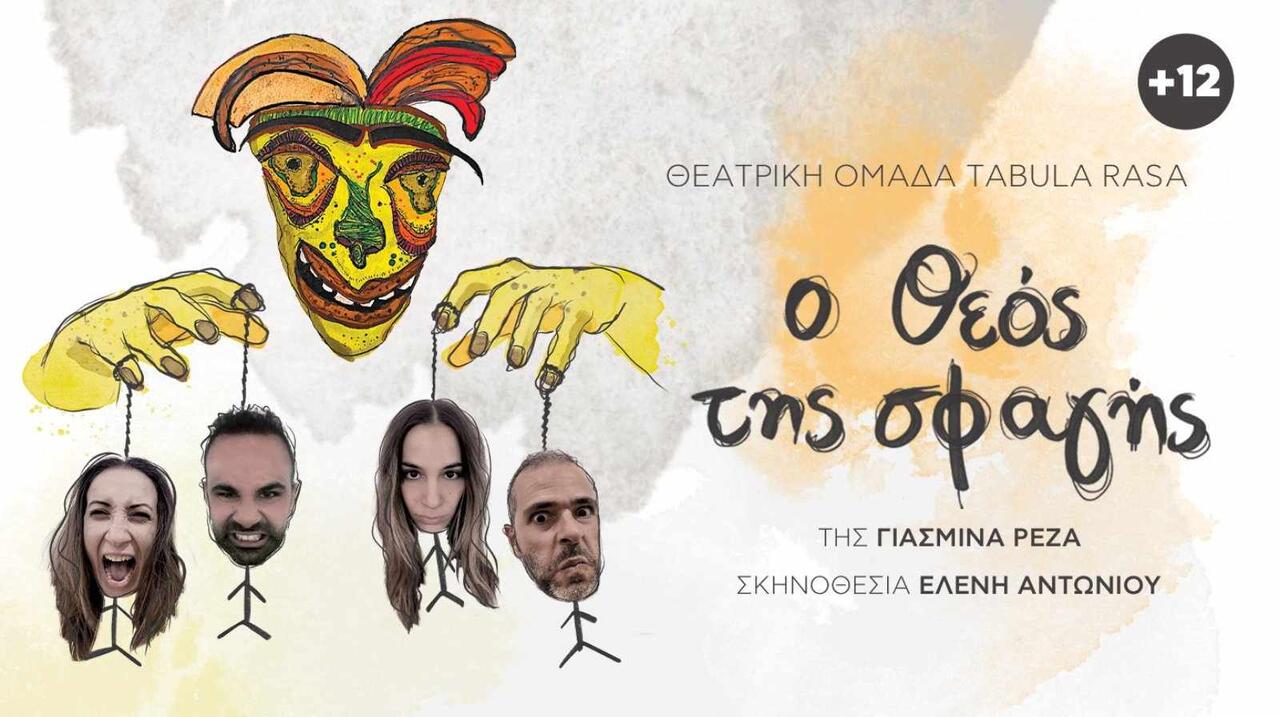 +12
ΘΕΑΤΡΙΚΗ ΟΜΑΔΑ TABULA RASA
ο Θεός
της σφαγής
ΤΗΣ ΓΙΑΣΜΙΝΑ ΡΕΖΑ
ΣΚΗΝΟΘΕΣΙΑ ΕΛΕΝΗ ΑΝΤΩΝΙΟΥ